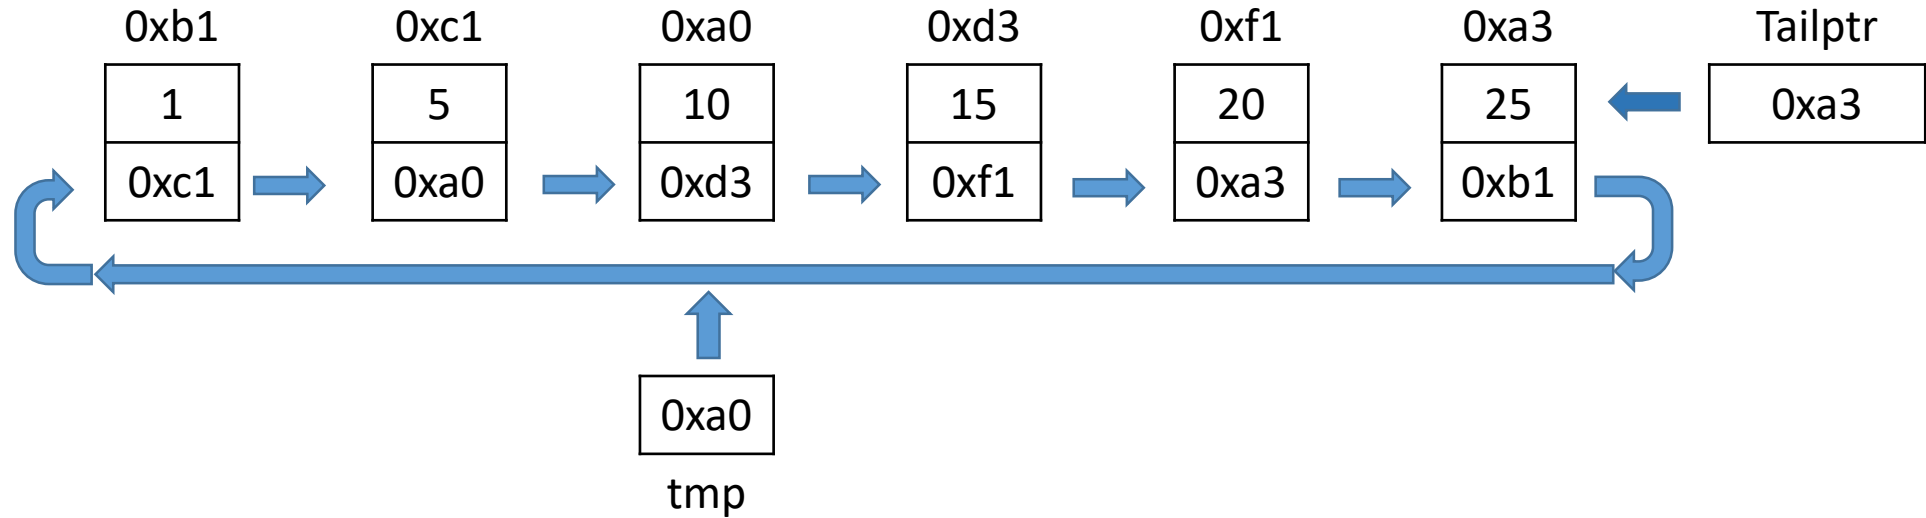 0xb1 0xc1 0xa0 0xd3 0xf1 0xa3 Tailptr
1 5 10 15 20 25 0xa3
0xc1 0xa0 0xd3 0xf1 0xa3 0xb1
0xa0
tmp